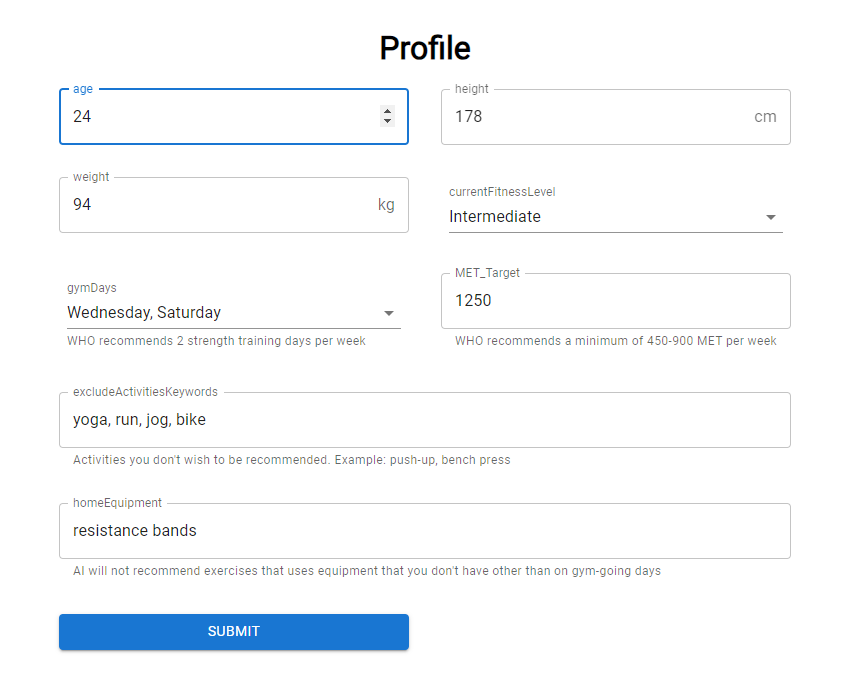 Profile
age
24
height
178
cm
weight
94
kg
currentFitnessLevel
Intermediate
gymDays
Wednesday, Saturday
WHO recommends 2 strength training days per week
MET_Target
1250
WHO recommends a minimum of 450-900 MET per week
excludeActivitiesKeywords
yoga, run, jog, bike
Activities you don't wish to be recommended. Example: push-up, bench press
homeEquipment
resistance bands
AI will not recommend exercises that uses equipment that you don't have other than on gym-going days
SUBMIT